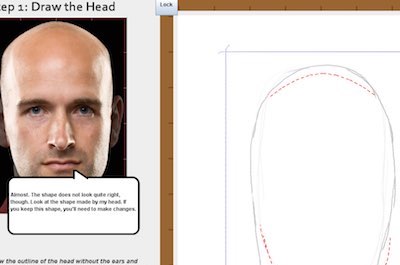 tep 1: Draw the Head
Lock
Almost. The shape does not look quite right,
though. Look at the shape made by my head. If
you keep this shape, you'll need to make changes.
w the outline of the head without the ears and